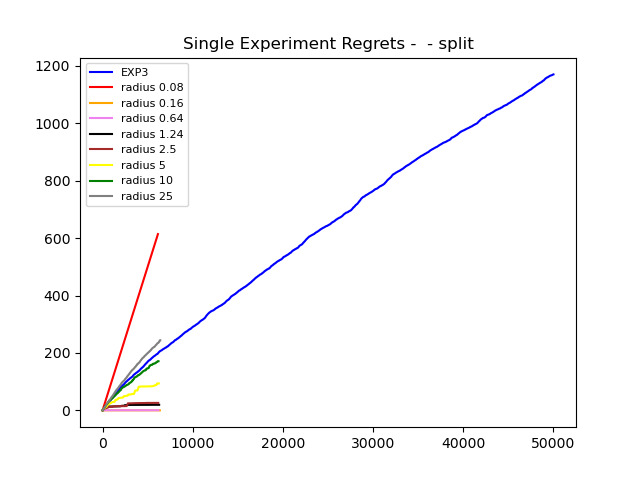 Single Experiment Regrets -  - split
EXP3
radius 0.08
radius 0.16
radius 0.64
radius 1.24
radius 2.5
radius 5
radius 10
radius 25
1200
1000
800
600
400
200
0
0 10000 20000 30000 40000 50000